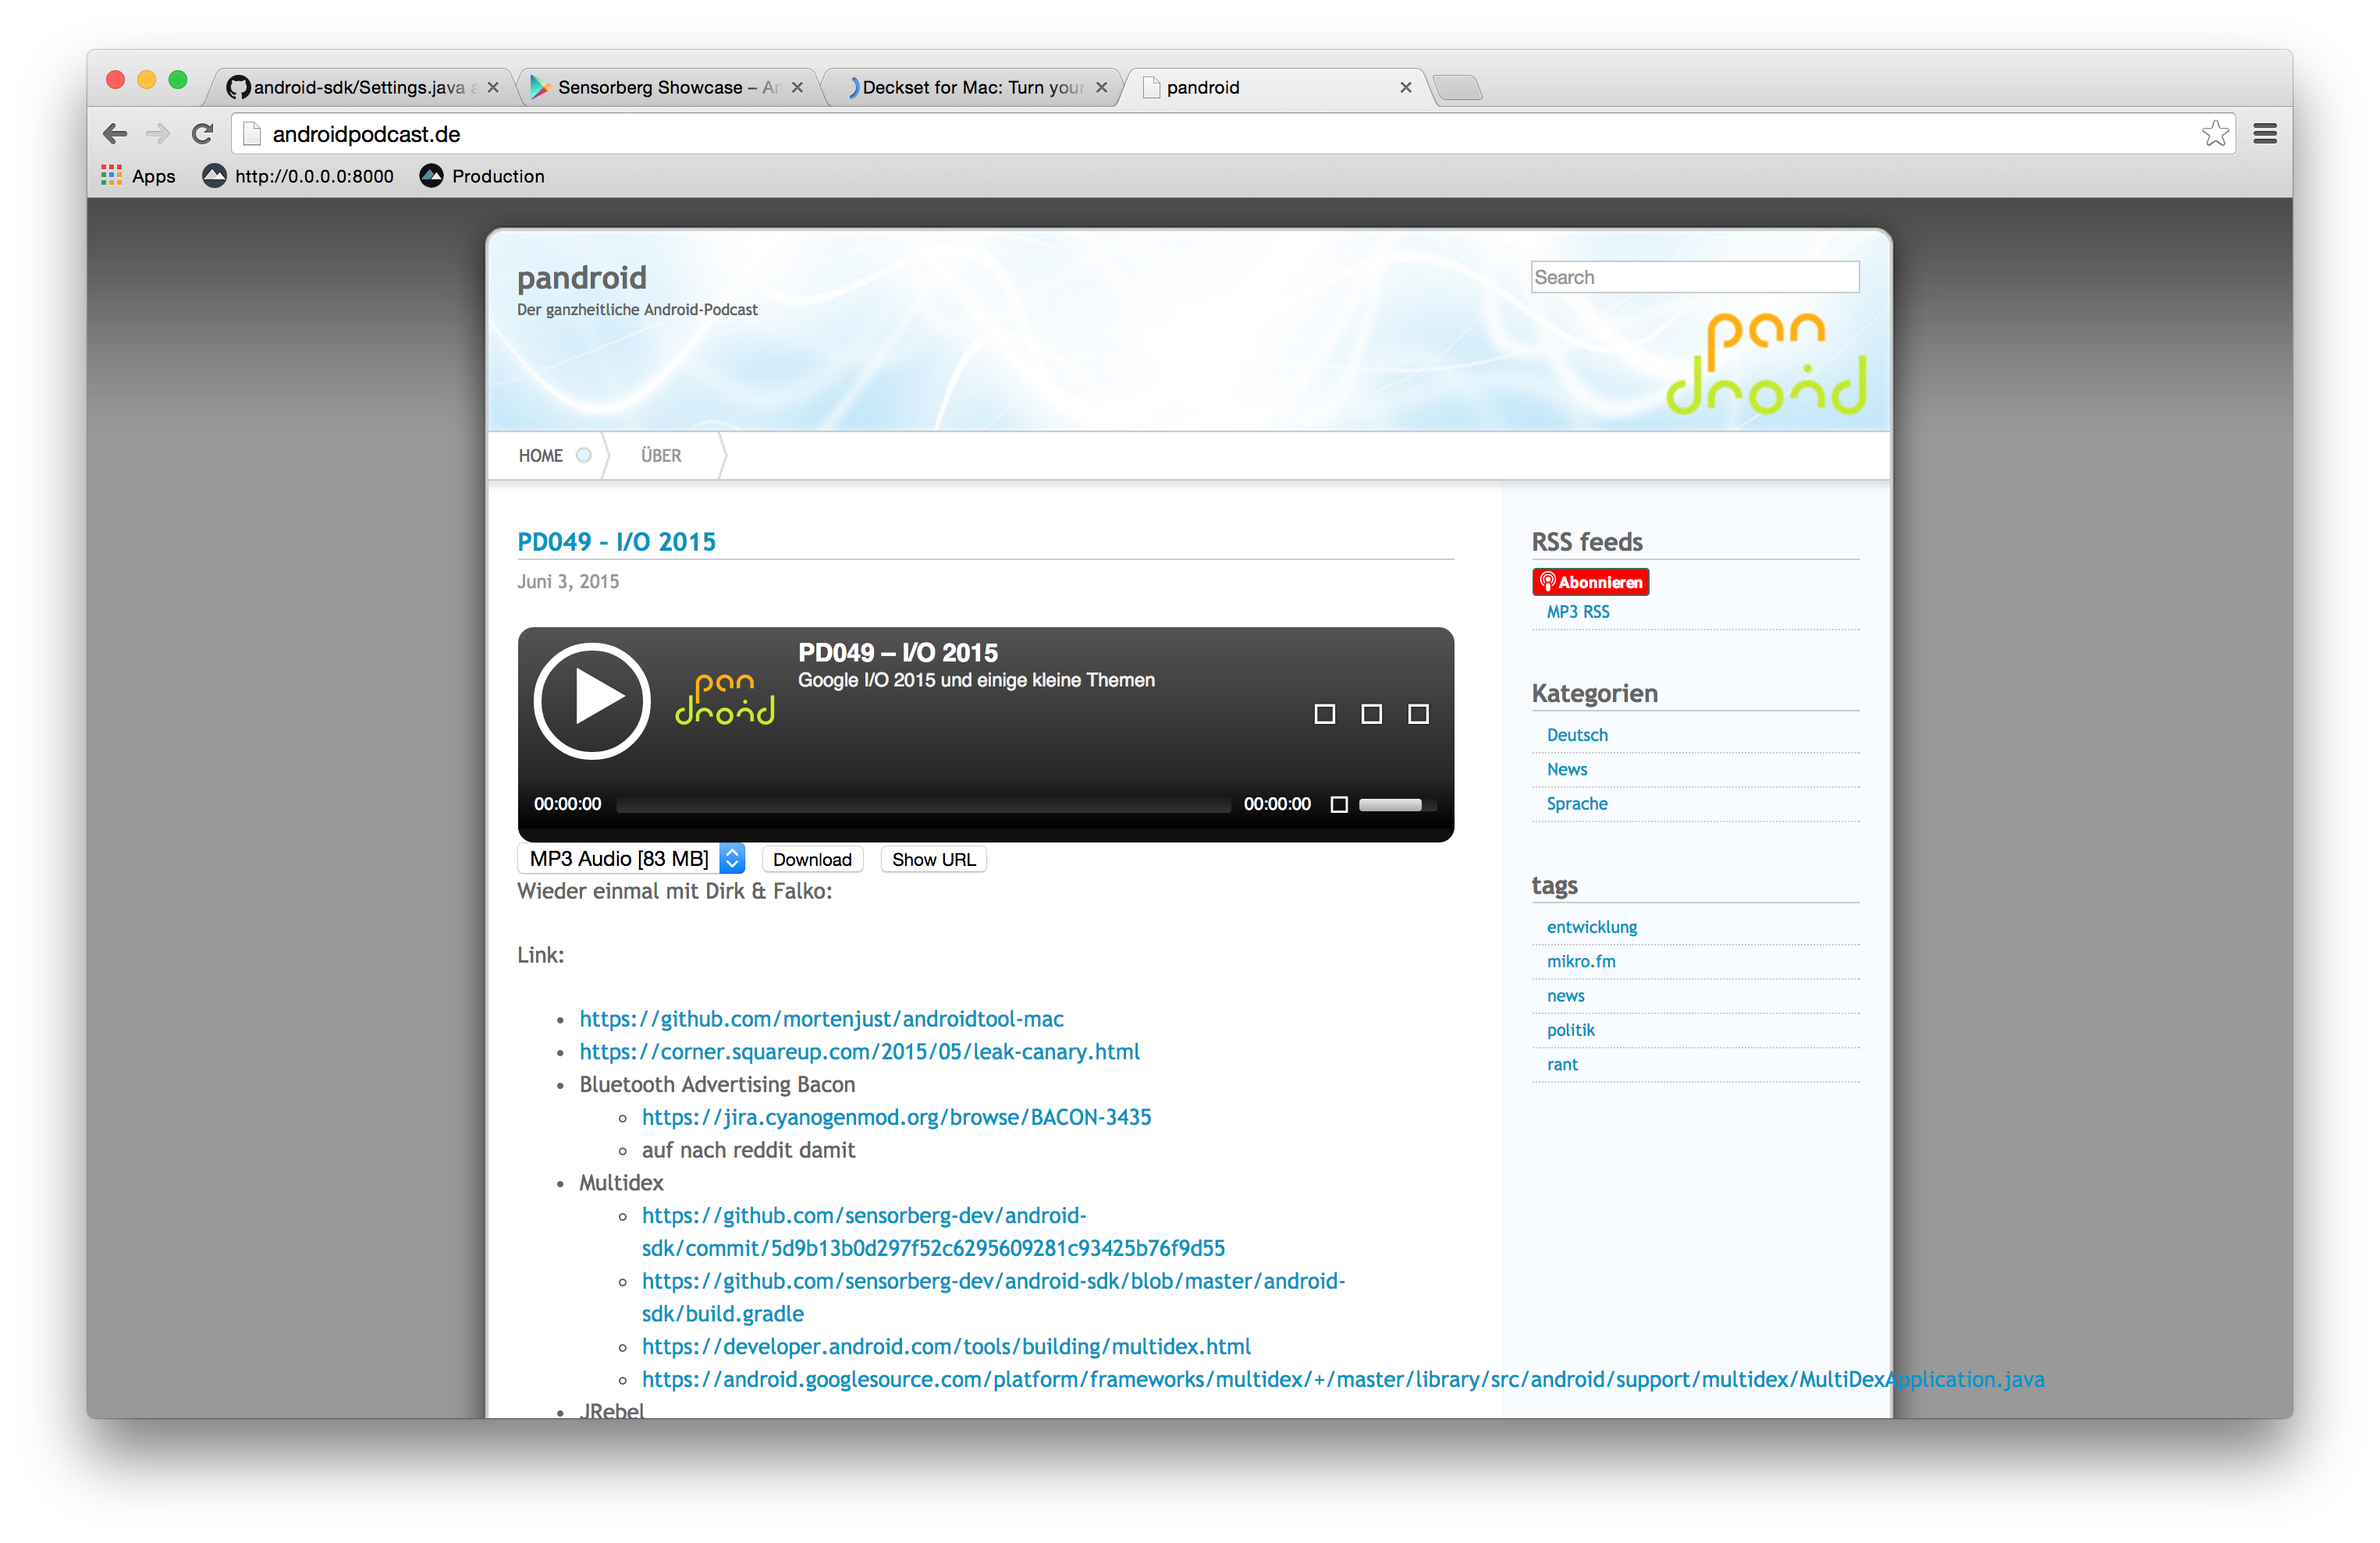 android-sdk/Settings.java a
Sensorberg Showcase – An
Deckset for Mac: Turn your
pandroid
androidpodcast.de
Apps
http://0.0.0.0:8000
Production
pandroid
Der ganzheitliche Android-Podcast
Search
pan
droid
HOME
ÜBER
PD049 – I/O 2015
Juni 3, 2015
PD049 – I/O 2015
Google I/O 2015 und einige kleine Themen
pan
droid
00:00:00
00:00:00
MP3 Audio [83 MB]
Download
Show URL
Wieder einmal mit Dirk & Falko:
Link:
• https://github.com/mortenjust/androidtool-mac
• https://corner.squareup.com/2015/05/leak-canary.html
• Bluetooth Advertising Bacon
◦ https://jira.cyanogenmod.org/browse/BACON-3435
◦ auf nach reddit damit
• Multidex
◦ https://github.com/sensorberg-dev/android-
sdk/commit/5d9b13b0d297f52c6295609281c93425b76f9d55
◦ https://github.com/sensorberg-dev/android-sdk/blob/master/android-
sdk/build.gradle
◦ https://developer.android.com/tools/building/multidex.html
◦ https://android.googlesource.com/platform/frameworks/multidex/+/master/library/src/android/support/multidex/MultiDexApplication.java
• JRebel
RSS feeds
Abonnieren
MP3 RSS
Kategorien
Deutsch
News
Sprache
tags
entwicklung
mikro.fm
news
politik
rant